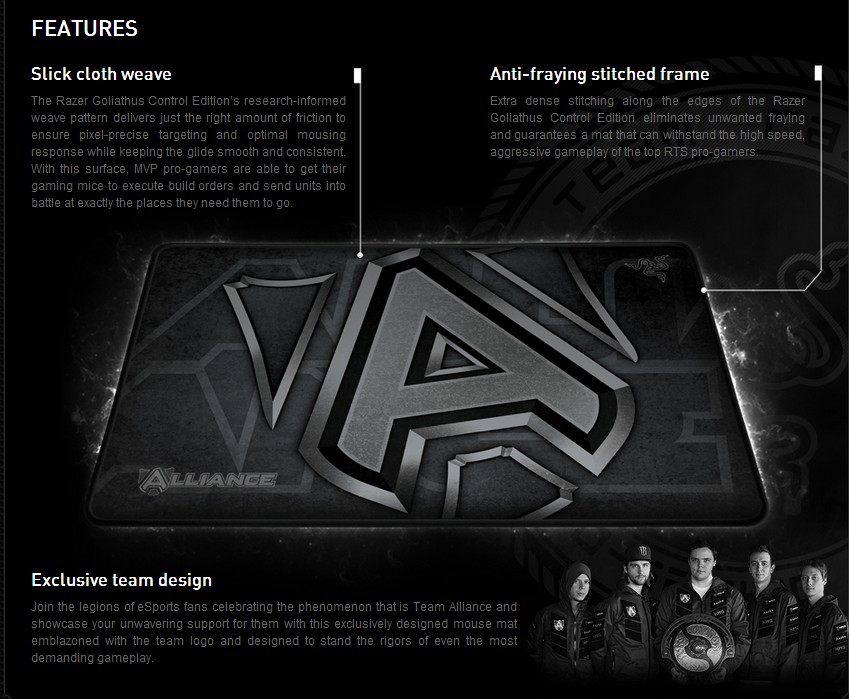 FEATURES
Slick cloth weave
The Razer Goliathus Control Edition's research-informed
weave pattern delivers just the right amount of friction to
ensure pixel-precise targeting and optimal mousing
response while keeping the glide smooth and consistent.
With this surface, MVP pro-gamers are able to get their
gaming mice to execute build orders and send units into
battle at exactly the places they need them to go.
Anti-fraying stitched frame
Extra dense stitching along the edges of the Razer
Goliathus Control Edition eliminates unwanted fraying
and guarantees a mat that can withstand the high speed,
aggressive gameplay of the top RTS pro-gamers.
A
ALLIANCE
Exclusive team design
Join the legions of eSports fans celebrating the phenomenon that is Team Alliance and
showcase your unwavering support for them with this exclusively designed mouse mat
emblazoned with the team logo and designed to stand the rigors of even the most
demanding gameplay.